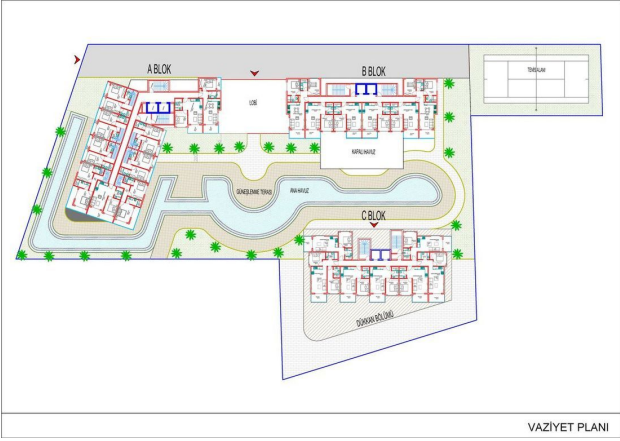 A BLOK
B BLOK
TENİS ALANI
LOBİ
KAPALI HAVUZ
GÜNEŞLENME TERASI
ANA HAVUZ
C BLOK
DÜKKAN BÖLÜMÜ
VAZİYET PLANI